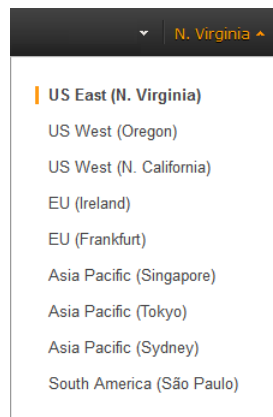 N. Virginia
US East (N. Virginia)
US West (Oregon)
US West (N. California)
EU (Ireland)
EU (Frankfurt)
Asia Pacific (Singapore)
Asia Pacific (Tokyo)
Asia Pacific (Sydney)
South America (São Paulo)